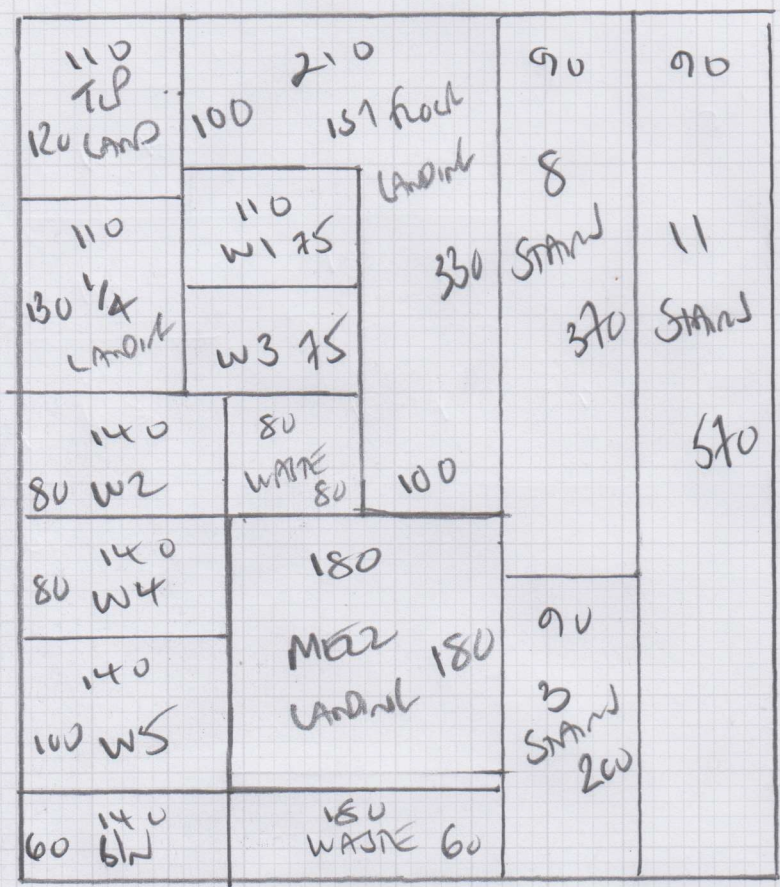 110
TOP
120 LAND
210
100 1ST FLOOR
LANDING
330
100
90
8
STAIRS
370
90
11
STAIRS
570
110
130 1/4
LANDING
110
W1 75
W3 75
140
80 W2
80
WASTE
80
140
80 W4
180
MEZZ
180
LANDING
90
3
STAIRS
200
140
100 W5
140
60 BIN
180
WASTE 60